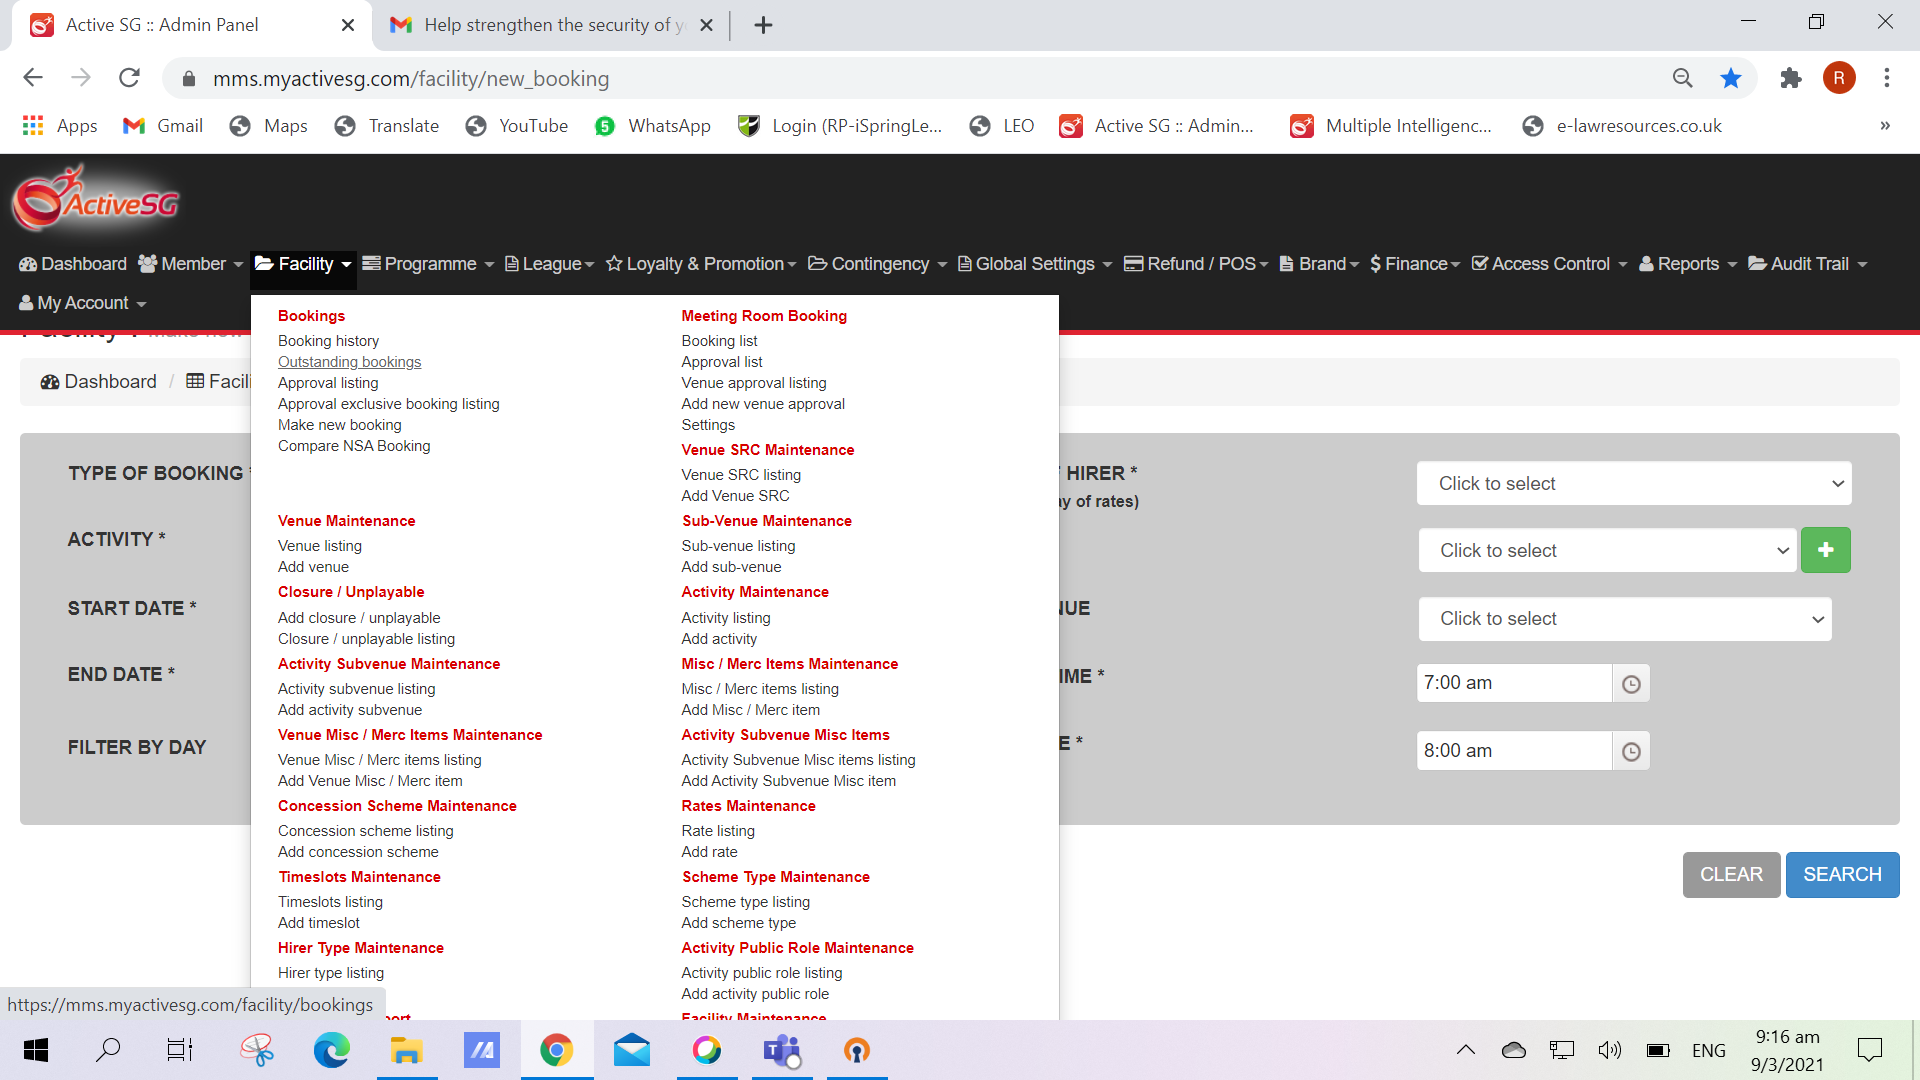 Active SG :: Admin Panel
Help strengthen the security of
mms.myactivesg.com/facility/new_booking
R
Apps
Gmail
Maps
Translate
YouTube
5
WhatsApp
Login (RP-iSpringLe...
LEO
Active SG :: Admin...
Multiple Intelligenc...
e-lawresources.co.uk
»
ActiveSG
Dashboard
Member
Facility
Programme
League
Loyalty & Promotion
Contingency
Global Settings
Refund / POS
Brand
$ Finance
Access Control
Reports
Audit Trail
My Account
Dashboard / Facili
Bookings
Booking history
Outstanding bookings
Approval listing
Approval exclusive booking listing
Make new booking
Compare NSA Booking
Venue Maintenance
Venue listing
Add venue
Closure / Unplayable
Add closure / unplayable
Closure / unplayable listing
Activity Subvenue Maintenance
Activity subvenue listing
Add activity subvenue
Venue Misc / Merc Items Maintenance
Venue Misc / Merc items listing
Add Venue Misc / Merc item
Concession Scheme Maintenance
Concession scheme listing
Add concession scheme
Timeslots Maintenance
Timeslots listing
Add timeslot
Hirer Type Maintenance
Hirer type listing
Meeting Room Booking
Booking list
Approval list
Venue approval listing
Add new venue approval
Settings
Venue SRC Maintenance
Venue SRC listing
Add Venue SRC
Sub-Venue Maintenance
Sub-venue listing
Add sub-venue
Activity Maintenance
Activity listing
Add activity
Misc / Merc Items Maintenance
Misc / Merc items listing
Add Misc / Merc item
Activity Subvenue Misc Items
Activity Subvenue Misc items listing
Add Activity Subvenue Misc item
Rates Maintenance
Rate listing
Add rate
Scheme Type Maintenance
Scheme type listing
Add scheme type
Activity Public Role Maintenance
Activity public role listing
Add activity public role
Facility Maintenance
TYPE OF BOOKING *
ACTIVITY *
START DATE *
END DATE *
FILTER BY DAY
HIRER *
y of rates)
Click to select
Click to select
UE
Click to select
IME *
7:00 am
E *
8:00 am
CLEAR
SEARCH
https://mms.myactivesg.com/facility/bookings
ENG
9:16 am
9/3/2021